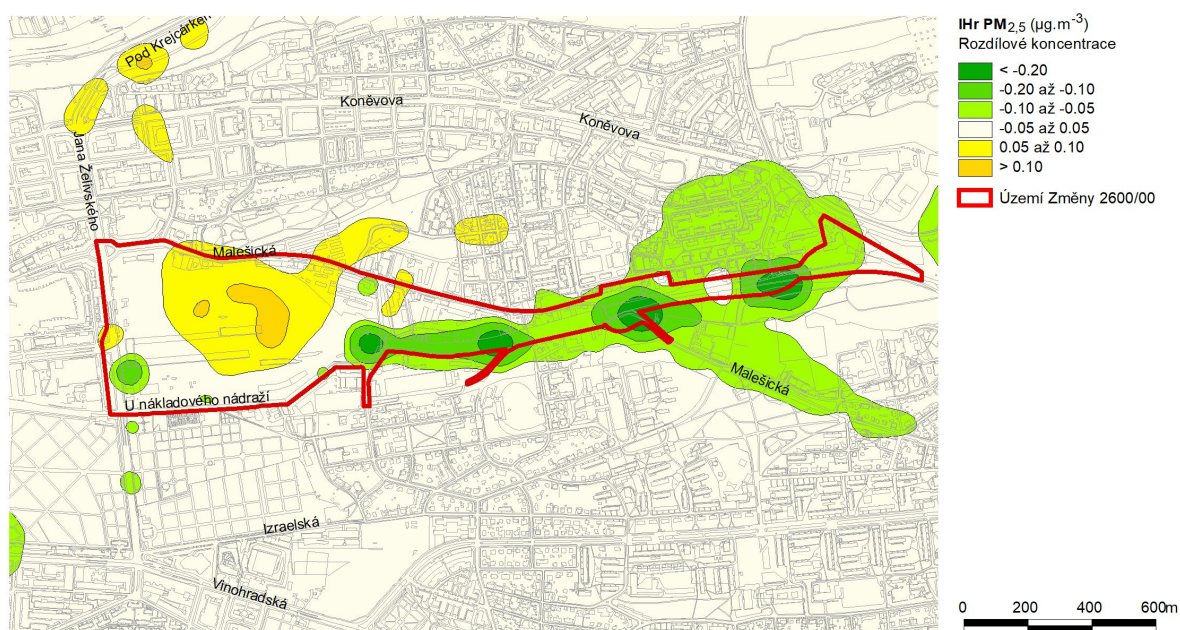 Pod Krejcárkem
Koněvova
Koněvova
Jana Želivského
Malešická
Malešická
U nákladového nádraží
Izraelská
Vinohradská
IHr PM2,5 (µg.m-3)
Rozdílové koncentrace
< -0.20
-0.20 až -0.10
-0.10 až -0.05
-0.05 až 0.05
0.05 až 0.10
> 0.10
Území Změny 2600/00
0 200 400 600m